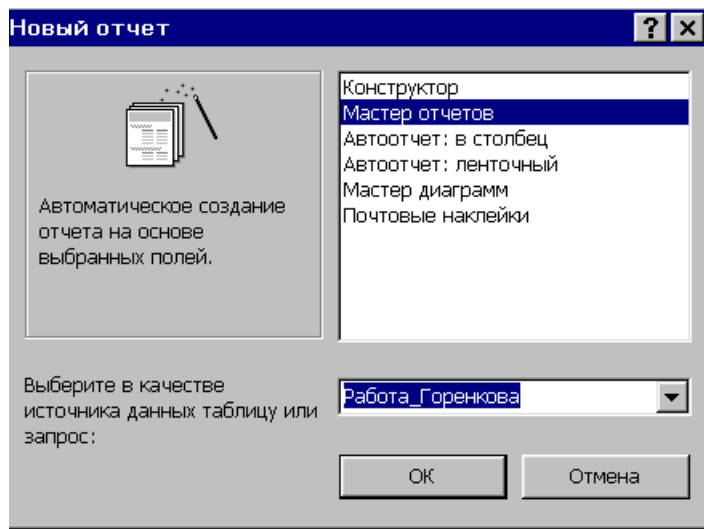 Новый отчет
Автоматическое создание
отчета на основе
выбранных полей.
Конструктор
Мастер отчетов
Автоотчет: в столбец
Автоотчет: ленточный
Мастер диаграмм
Почтовые наклейки
Выберите в качестве
источника данных таблицу или
запрос:
Работа_Горенкова
ОК
Отмена